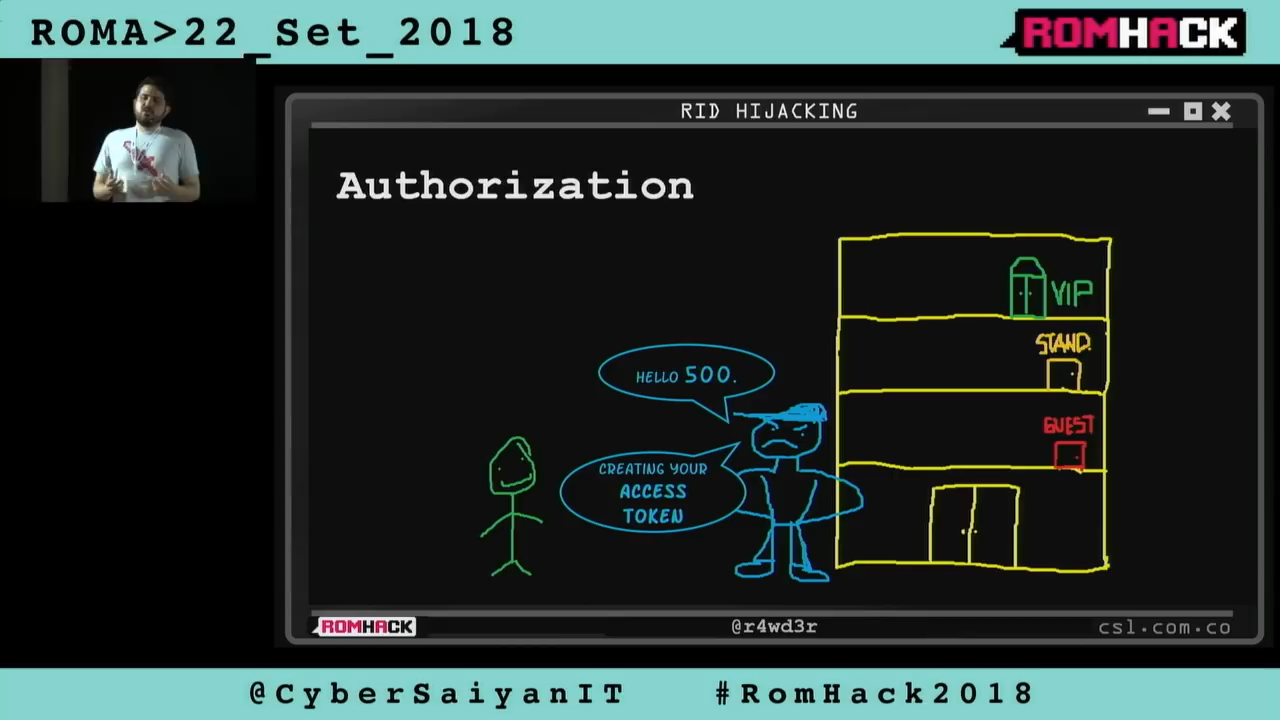 ROMA>22_Set_2018
ROMHACK
RID HIJACKING
Authorization
VIP
STAND.
HELLO 500.
GUEST
CREATING YOUR
ACCESS
TOKEN
ROMHACK
@r4wd3r
csl.com.co
@CyberSaiyanIT
#RomHack2018